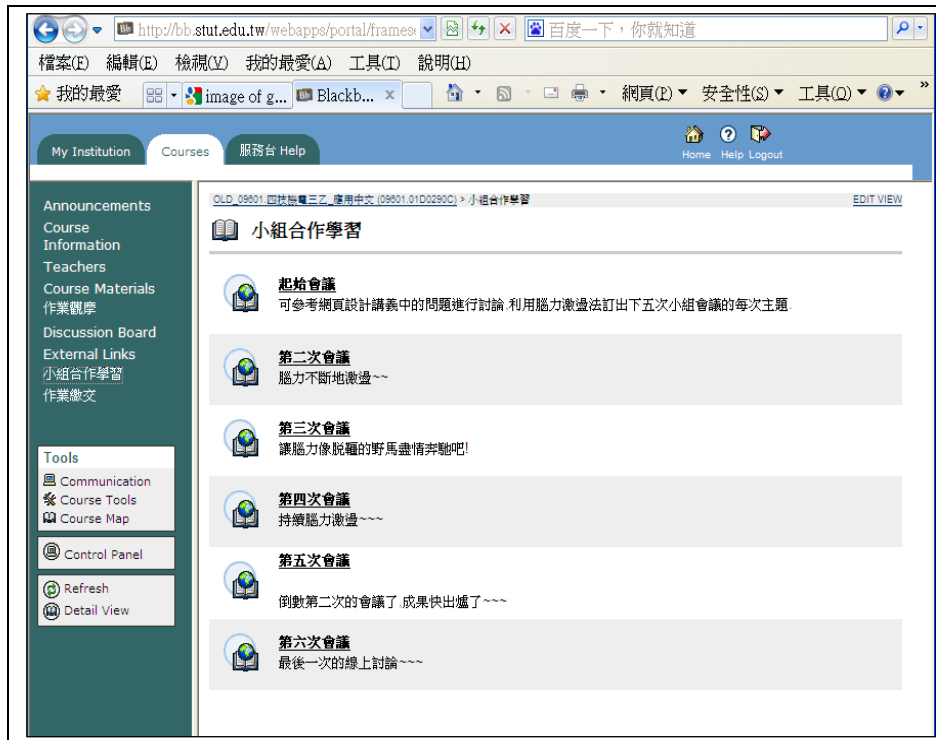 http://bb.stut.edu.tw/webapps/portal/frames
百度一下，你就知道
檔案(F) 編輯(E) 檢視(V) 我的最愛(A) 工具(T) 說明(H)
我的最愛 image of g... Blackb... 網頁(P) 安全性(S) 工具(O) »
My Institution Courses 服務台 Help
Home Help Logout
OLD_09601.四技機電三乙_應用中文 (09601.01D0290C) > 小組合作學習 EDIT VIEW
小組合作學習
Announcements
Course
Information
Teachers
Course Materials
作業觀摩
Discussion Board
External Links
小組合作學習
作業繳交
Tools
Communication
Course Tools
Course Map
Control Panel
Refresh
Detail View
起始會議
可參考網頁設計講義中的問題進行討論,利用腦力激盪法訂出下五次小組會議的每次主題.
第二次會議
腦力不斷地激盪~~
第三次會議
讓腦力像脫韁的野馬盡情奔馳吧!
第四次會議
持續腦力激盪~~~
第五次會議
倒數第二次的會議了,成果快出爐了~~~
第六次會議
最後一次的線上討論~~~